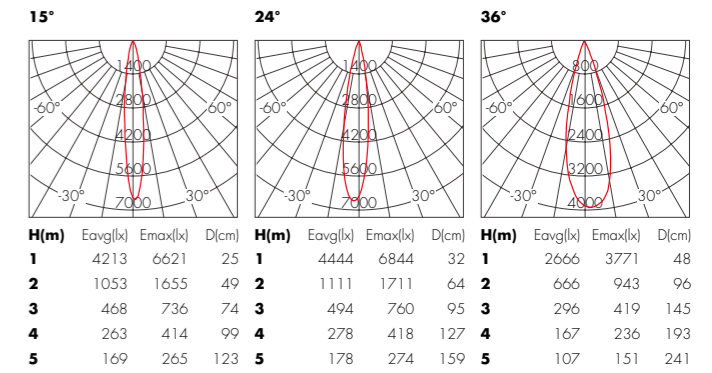 15° 24° 36°
1400 1400 800
2800 2800 1600
-60° 60° -60° 60° -60° 60°
4200 4200 2400
5600 5600 3200
-30° 30° -30° 30° -30° 30°
7000 7000 4000
H(m) Eavg(lx) Emax(lx) D(cm) H(m) Eavg(lx) Emax(lx) D(cm) H(m) Eavg(lx) Emax(lx) D(cm)
1 4213 6621 25 1 4444 6844 32 1 2666 3771 48
2 1053 1655 49 2 1111 1711 64 2 666 943 96
3 468 736 74 3 494 760 95 3 296 419 145
4 263 414 99 4 278 418 127 4 167 236 193
5 169 265 123 5 178 274 159 5 107 151 241